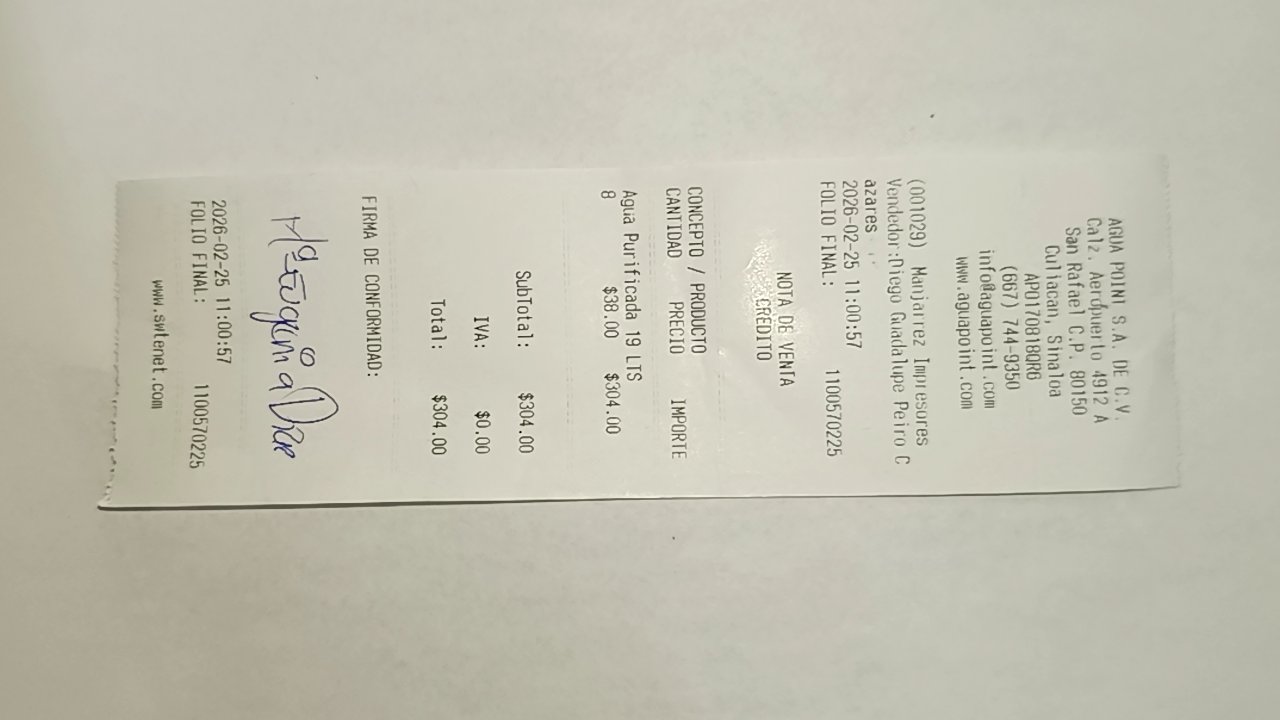 AGUA POINT S.A. DE C.V.
Calz. Aeropuerto 4912 A
San Rafael C.P. 80150
Culiacan, Sinaloa
APO170818QR6
(667) 744-9350
info@aguapoint.com
www.aguapoint.com
(001029) Manjarrez Impresores
Vendedor:Diego Guadalupe Peiro C
azares
2026-02-25 11:00:57
FOLIO FINAL: 1100570225
NOTA DE VENTA
CREDITO
CONCEPTO / PRODUCTO
CANTIDAD PRECIO IMPORTE
Agua Purificada 19 LTS
8 $38.00 $304.00
SubTotal: $304.00
IVA: $0.00
Total: $304.00
FIRMA DE CONFORMIDAD:
2026-02-25 11:00:57
FOLIO FINAL: 1100570225
www.swtenet.com